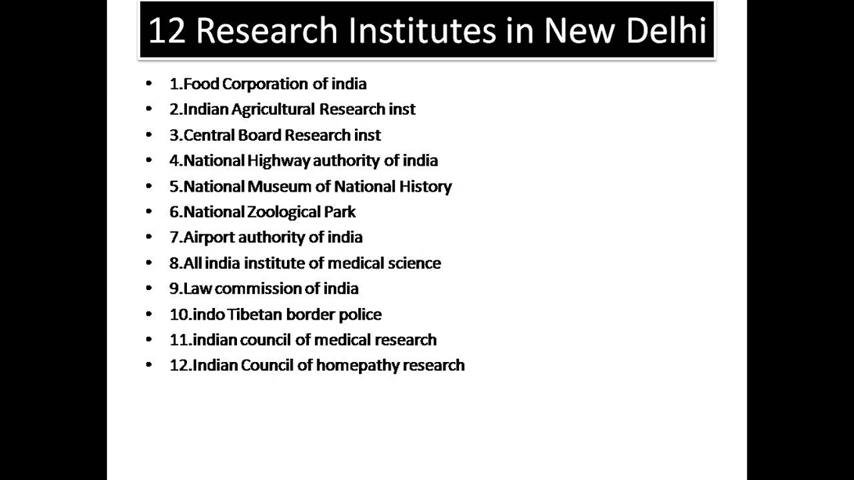 12 Research Institutes in New Delhi
• 1.Food Corporation of india
• 2.Indian Agricultural Research inst
• 3.Central Board Research inst
• 4.National Highway authority of india
• 5.National Museum of National History
• 6.National Zoological Park
• 7.Airport authority of india
• 8.All india institute of medical science
• 9.Law commission of india
• 10.indo Tibetan border police
• 11.indian council of medical research
• 12.Indian Council of homepathy research